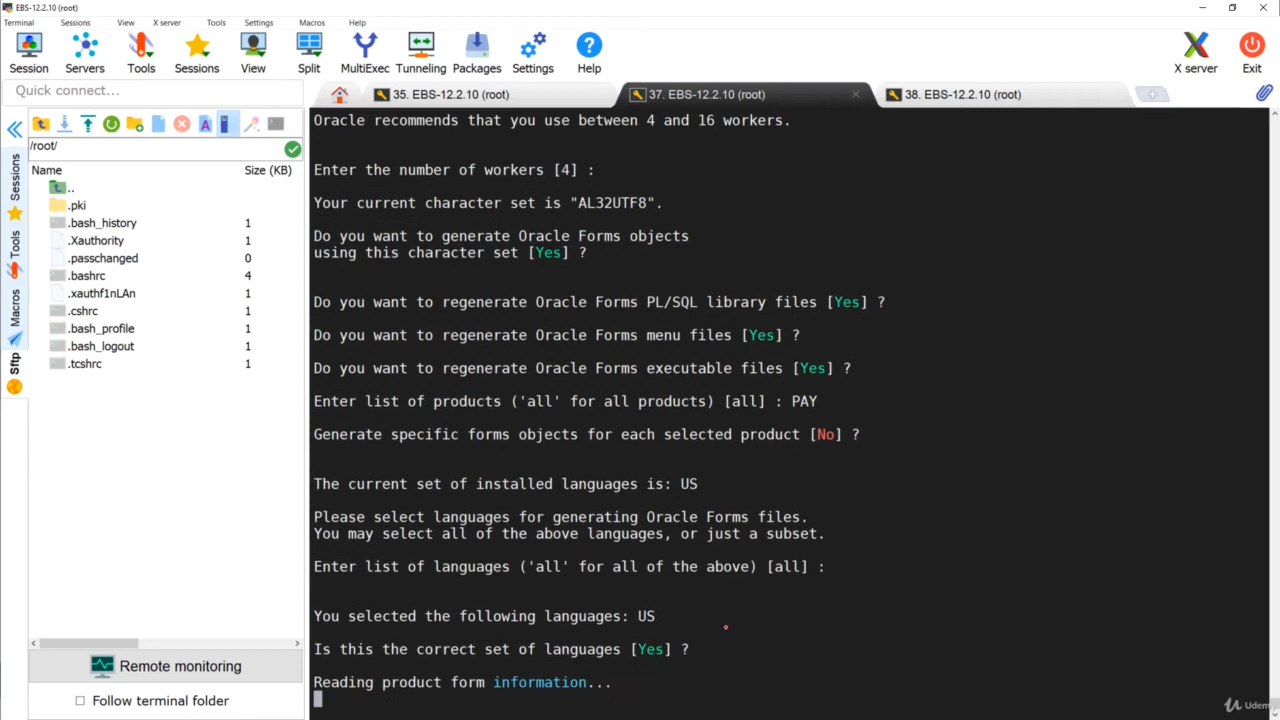 EBS-12.2.10 (root)
Terminal Sessions View X server Tools Settings Macros Help
Session Servers Tools Sessions View Split MultiExec Tunneling Packages Settings Help X server Exit
Quick connect...
35. EBS-12.2.10 (root)
37. EBS-12.2.10 (root)
38. EBS-12.2.10 (root)
Sessions
Tools
Macros
Sftp
/root/
Name Size (KB)
..
.pki
.bash_history 1
.Xauthority 1
.passchanged 0
.bashrc 4
.xauthf1nLAn 1
.cshrc 1
.bash_profile 1
.bash_logout 1
.tcshrc 1
Remote monitoring
Follow terminal folder
Oracle recommends that you use between 4 and 16 workers.
Enter the number of workers [4] :
Your current character set is "AL32UTF8".
Do you want to generate Oracle Forms objects
using this character set [Yes] ?
Do you want to regenerate Oracle Forms PL/SQL library files [Yes] ?
Do you want to regenerate Oracle Forms menu files [Yes] ?
Do you want to regenerate Oracle Forms executable files [Yes] ?
Enter list of products ('all' for all products) [all] : PAY
Generate specific forms objects for each selected product [No] ?
The current set of installed languages is: US
Please select languages for generating Oracle Forms files.
You may select all of the above languages, or just a subset.
Enter list of languages ('all' for all of the above) [all] :
You selected the following languages: US
Is this the correct set of languages [Yes] ?
Reading product form information...
Udemy